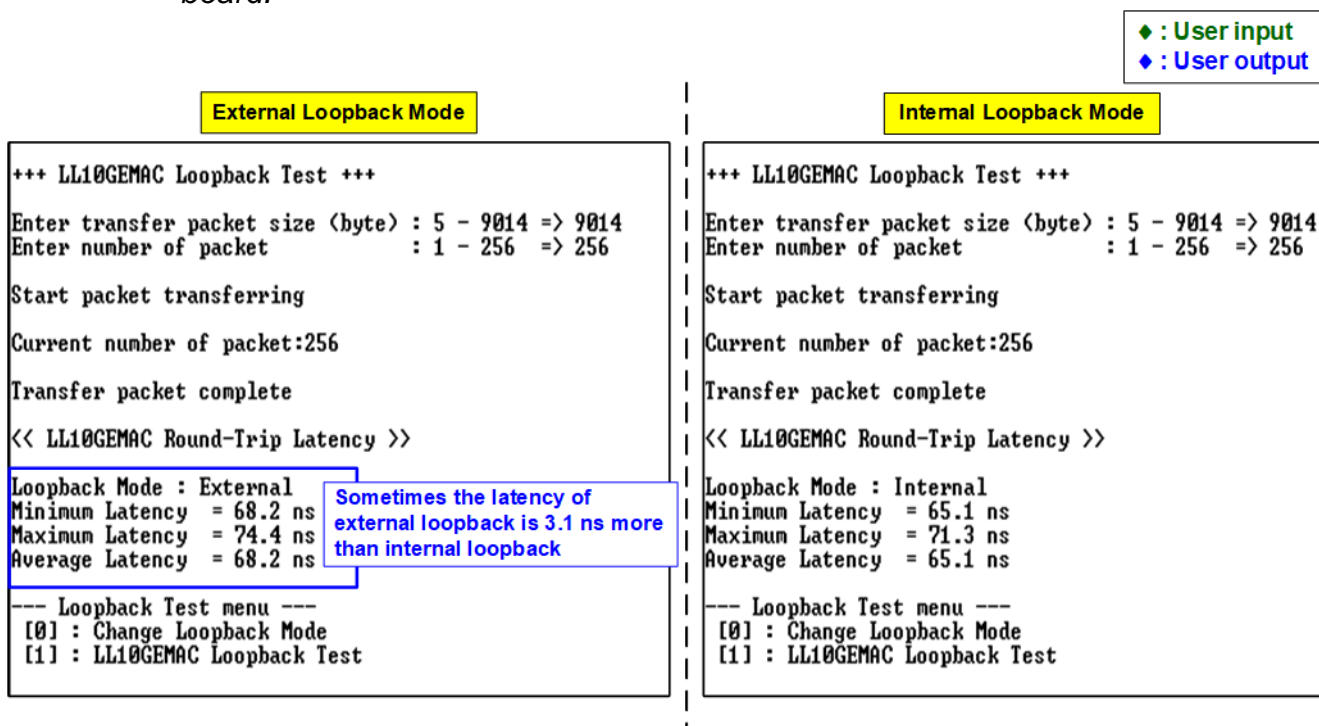 board.
♦ : User input
♦ : User output
External Loopback Mode
+++ LL10GEMAC Loopback Test +++
Enter transfer packet size (byte) : 5 - 9014 => 9014
Enter number of packet : 1 - 256 => 256
Start packet transferring
Current number of packet:256
Transfer packet complete
<< LL10GEMAC Round-Trip Latency >>
Loopback Mode : External
Minimum Latency = 68.2 ns
Maximum Latency = 74.4 ns
Average Latency = 68.2 ns
Sometimes the latency of
external loopback is 3.1 ns more
than internal loopback
--- Loopback Test menu ---
[0] : Change Loopback Mode
[1] : LL10GEMAC Loopback Test
Internal Loopback Mode
+++ LL10GEMAC Loopback Test +++
Enter transfer packet size (byte) : 5 - 9014 => 9014
Enter number of packet : 1 - 256 => 256
Start packet transferring
Current number of packet:256
Transfer packet complete
<< LL10GEMAC Round-Trip Latency >>
Loopback Mode : Internal
Minimum Latency = 65.1 ns
Maximum Latency = 71.3 ns
Average Latency = 65.1 ns
--- Loopback Test menu ---
[0] : Change Loopback Mode
[1] : LL10GEMAC Loopback Test